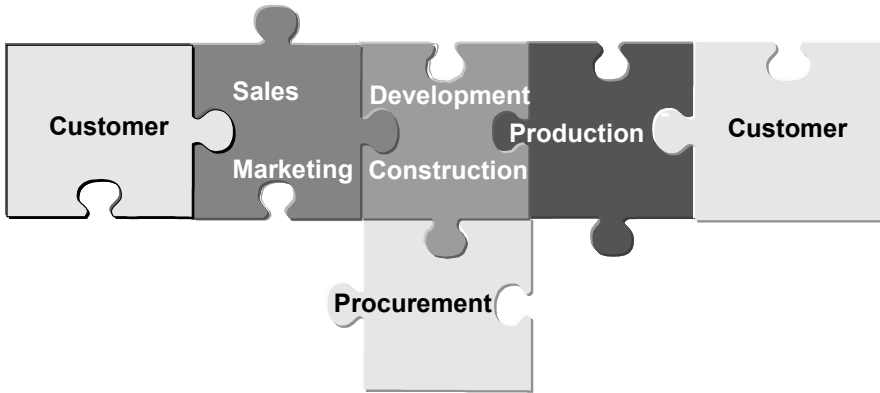 Customer
Sales
Marketing
Development
Construction
Production
Customer
Procurement